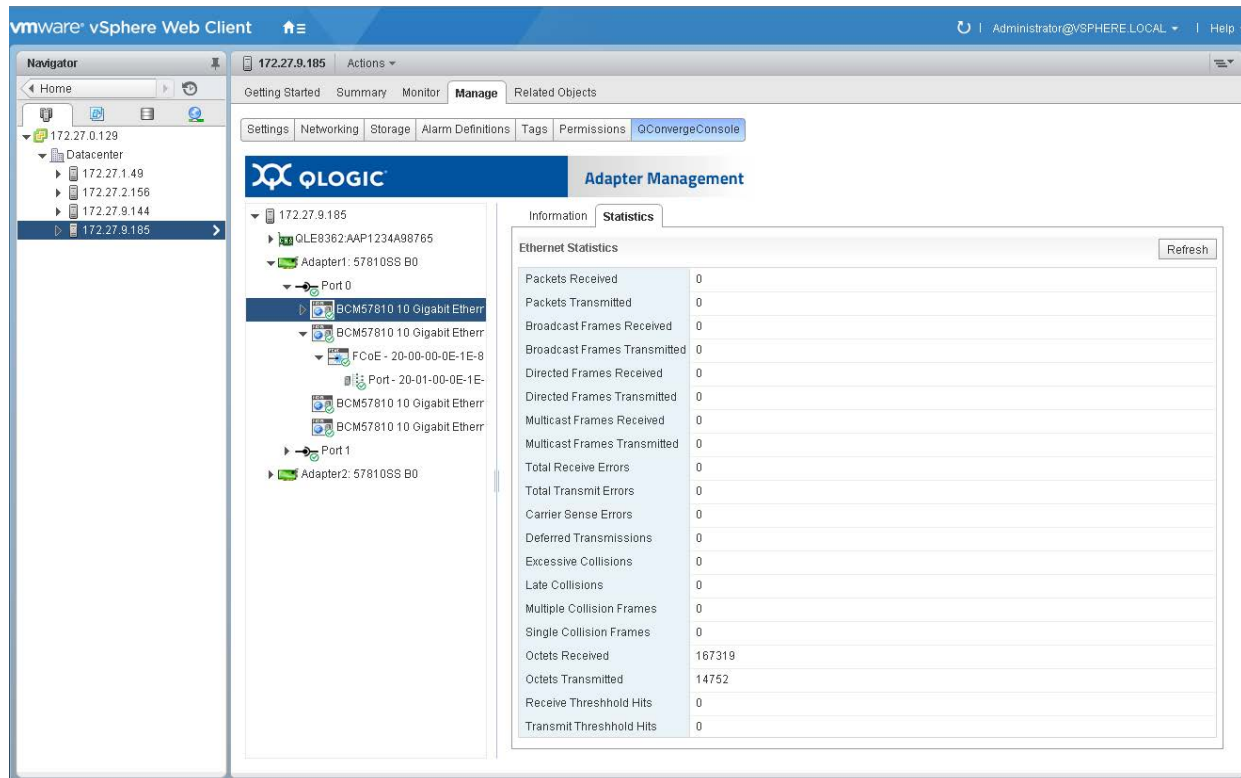 vmware® vSphere Web Client
Administrator@VSPHERE.LOCAL | Help
Navigator
172.27.9.185 Actions
Home
Getting Started Summary Monitor Manage Related Objects
Settings Networking Storage Alarm Definitions Tags Permissions QConvergeConsole
172.27.0.129
Datacenter
172.27.1.49
172.27.2.156
172.27.9.144
172.27.9.185
QLOGIC Adapter Management
172.27.9.185
QLE8362:AAP1234A98765
Adapter1: 57810SS B0
Port 0
BCM57810 10 Gigabit Etherr
BCM57810 10 Gigabit Etherr
FCoE - 20-00-00-0E-1E-8
Port - 20-01-00-0E-1E-
BCM57810 10 Gigabit Etherr
BCM57810 10 Gigabit Etherr
Port 1
Adapter2: 57810SS B0
Information Statistics
Ethernet Statistics Refresh
Packets Received 0
Packets Transmitted 0
Broadcast Frames Received 0
Broadcast Frames Transmitted 0
Directed Frames Received 0
Directed Frames Transmitted 0
Multicast Frames Received 0
Multicast Frames Transmitted 0
Total Receive Errors 0
Total Transmit Errors 0
Carrier Sense Errors 0
Deferred Transmissions 0
Excessive Collisions 0
Late Collisions 0
Multiple Collision Frames 0
Single Collision Frames 0
Octets Received 167319
Octets Transmitted 14752
Receive Threshhold Hits 0
Transmit Threshhold Hits 0